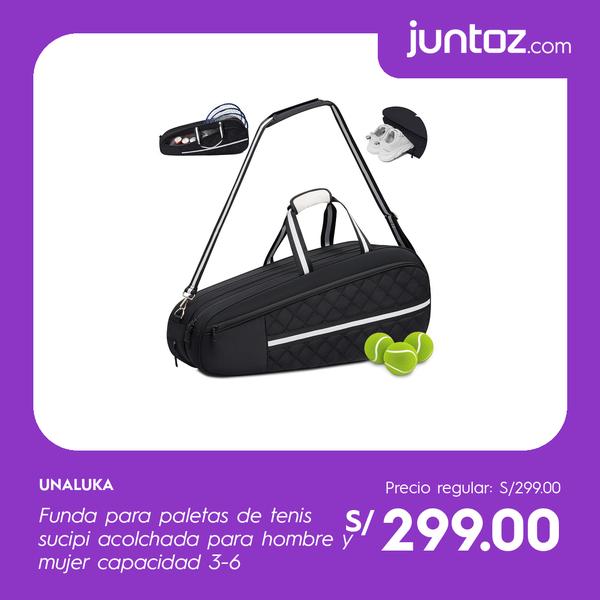 juntoz.com
UNALUKA
Precio regular: S/299.00
Funda para paletas de tenis
sucipi acolchada para hombre y
mujer capacidad 3-6
S/ 299.00